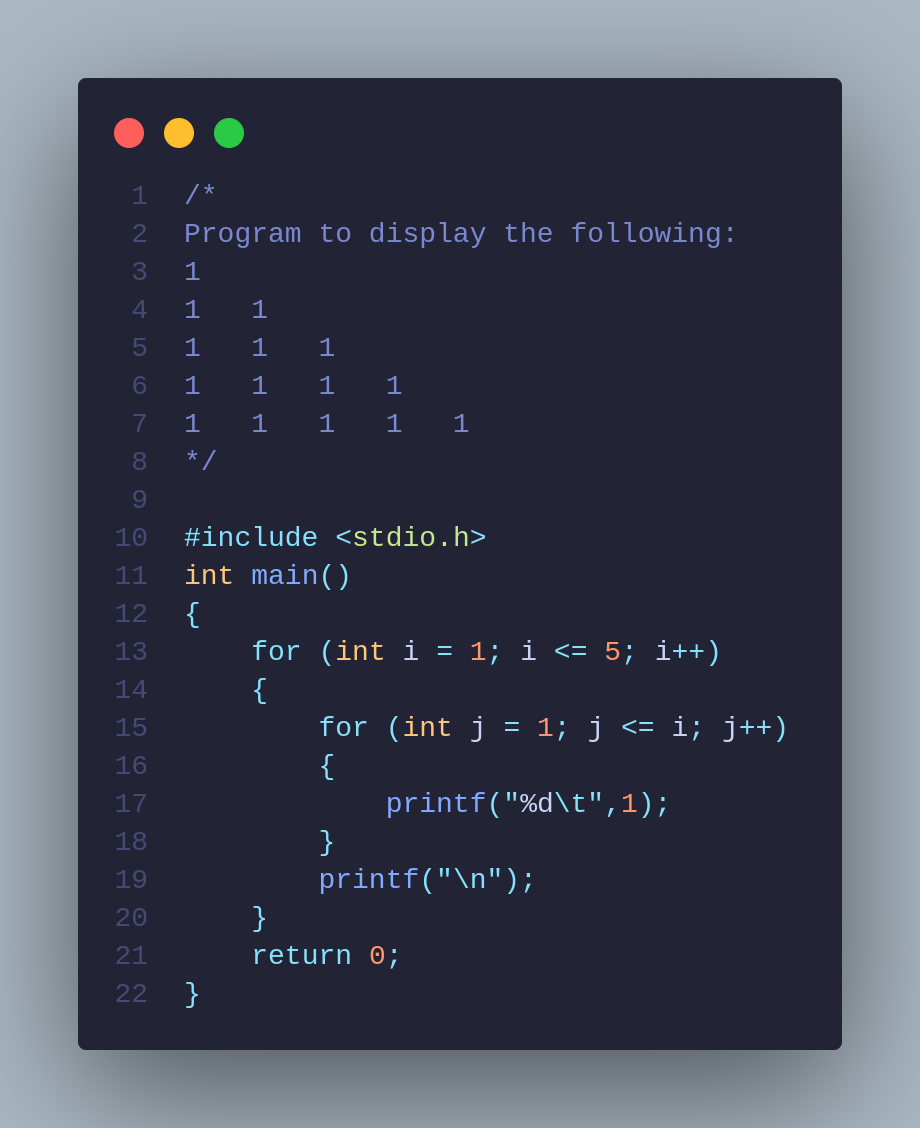 1 /*
2 Program to display the following:
3 1
4 1   1
5 1   1   1
6 1   1   1   1
7 1   1   1   1   1
8 */
9
10 #include <stdio.h>
11 int main()
12 {
13     for (int i = 1; i <= 5; i++)
14     {
15         for (int j = 1; j <= i; j++)
16         {
17             printf("%d\t",1);
18         }
19         printf("\n");
20     }
21     return 0;
22 }